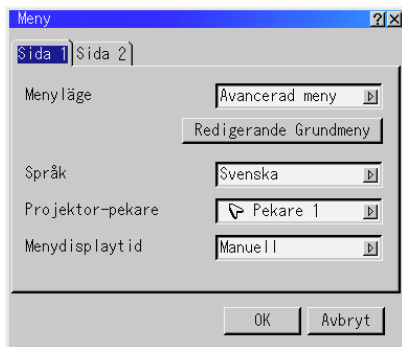 Meny
Sida 1 Sida 2
Menyläge Avancerad meny
Redigerande Grundmeny
Språk Svenska
Projektor-pekare Pekare 1
Menydisplaytid Manuell
OK Avbryt